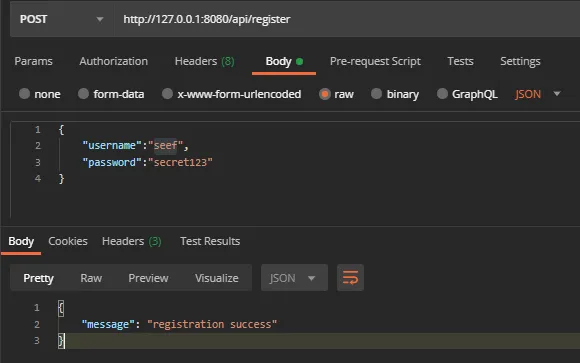 POST http://127.0.0.1:8080/api/register
Params Authorization Headers (8) Body Pre-request Script Tests Settings
none form-data x-www-form-urlencoded raw binary GraphQL JSON
1 {
2 "username":"seef",
3 "password":"secret123"
4 }
Body Cookies Headers (3) Test Results
Pretty Raw Preview Visualize JSON
1 {
2 "message": "registration success"
3 }